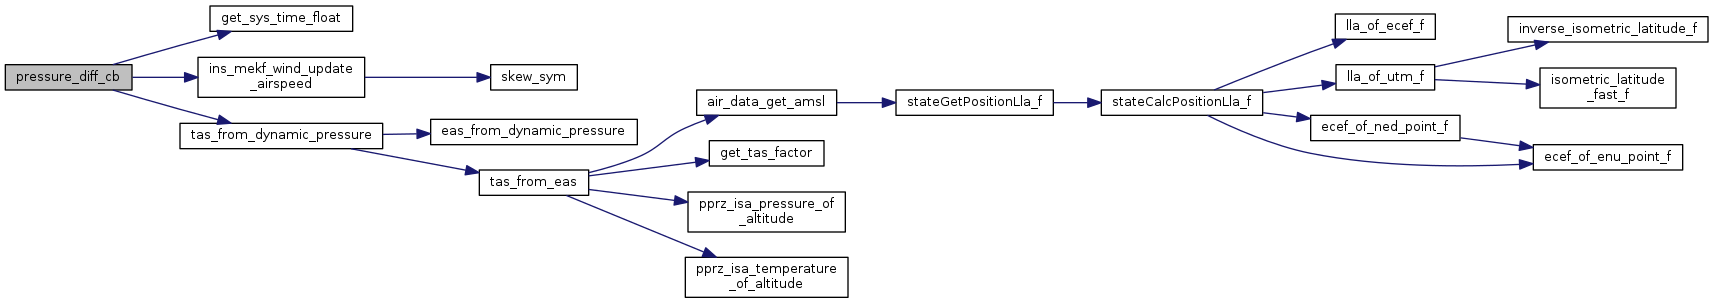 pressure_diff_cb
get_sys_time_float
ins_mekf_wind_update
_airspeed
skew_sym
tas_from_dynamic_pressure
eas_from_dynamic_pressure
tas_from_eas
air_data_get_amsl
get_tas_factor
pprz_isa_pressure_of
_altitude
pprz_isa_temperature
_of_altitude
stateGetPositionLla_f
stateCalcPositionLla_f
lla_of_ecef_f
lla_of_utm_f
inverse_isometric_latitude_f
isometric_latitude
_fast_f
ecef_of_ned_point_f
ecef_of_enu_point_f